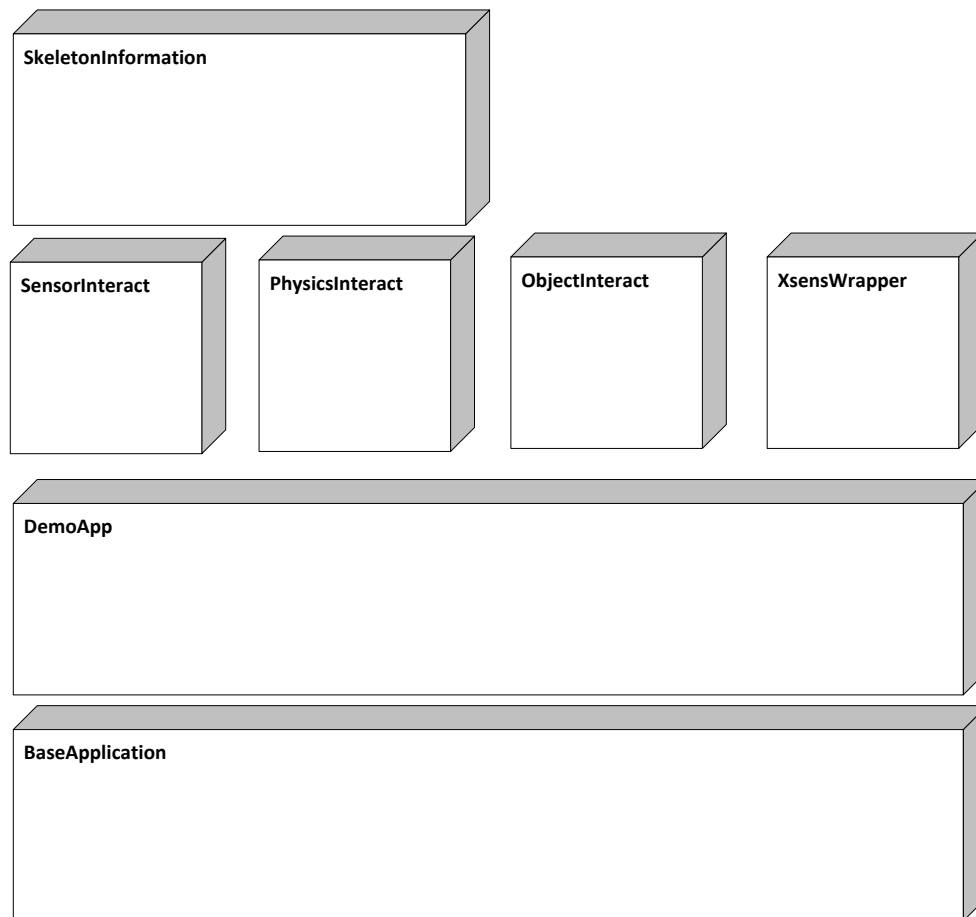 SkeletonInformation
SensorInteract
PhysicsInteract
ObjectInteract
XsensWrapper
DemoApp
BaseApplication